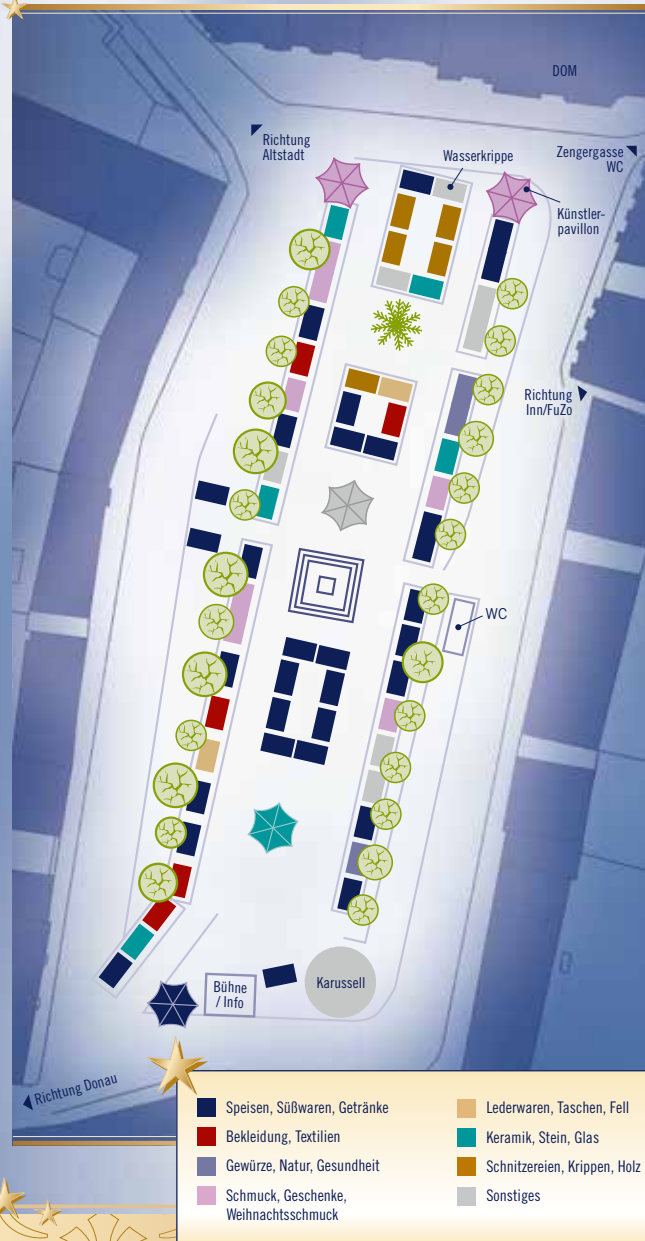 DOM
Richtung
Altstadt
Wasserkrippe
Zengergasse
WC
Künstler-
pavillon
Richtung
Inn/FuZo
WC
Bühne
/ Info
Karussell
Richtung Donau
Speisen, Süßwaren, Getränke
Bekleidung, Textilien
Gewürze, Natur, Gesundheit
Schmuck, Geschenke,
Weihnachtsschmuck
Lederwaren, Taschen, Fell
Keramik, Stein, Glas
Schnitzereien, Krippen, Holz
Sonstiges